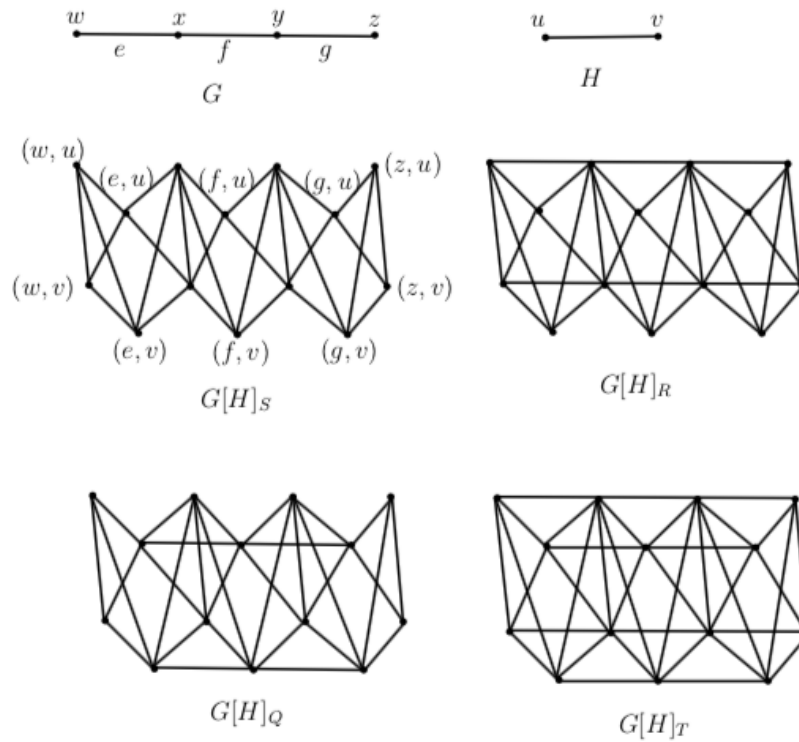 w x y z
e f g
G
u v
H
(w, u) (e, u) (f, u) (g, u) (z, u)
(w, v) (z, v)
(e, v) (f, v) (g, v)
G[H]_S
G[H]_R
G[H]_Q
G[H]_T